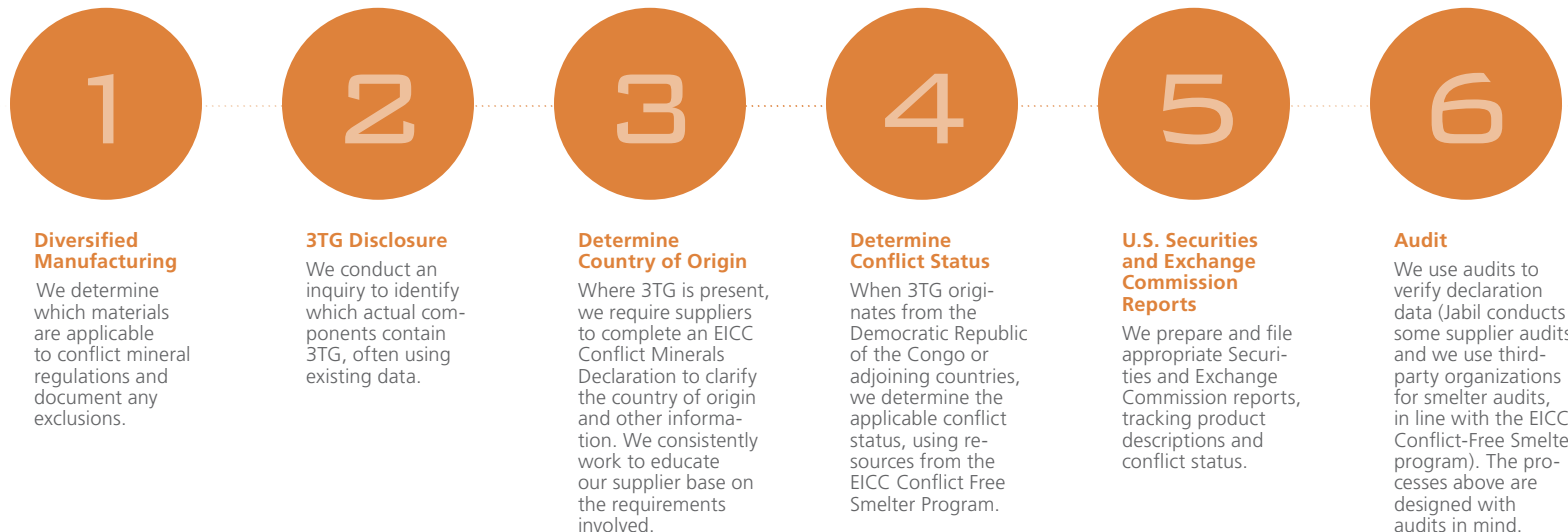 1
2
3
4
5
6
Diversified
Manufacturing
We determine
which materials
are applicable
to conflict mineral
regulations and
document any
exclusions.
3TG Disclosure
We conduct an
inquiry to identify
which actual com-
ponents contain
3TG, often using
existing data.
Determine
Country of Origin
Where 3TG is present,
we require suppliers
to complete an EICC
Conflict Minerals
Declaration to clarify
the country of origin
and other informa-
tion. We consistently
work to educate
our supplier base on
the requirements
involved.
Determine
Conflict Status
When 3TG origi-
nates from the
Democratic Republic
of the Congo or
adjoining countries,
we determine the
applicable conflict
status, using re-
sources from the
EICC Conflict Free
Smelter Program.
U.S. Securities
and Exchange
Commission
Reports
We prepare and file
appropriate Securi-
ties and Exchange
Commission reports,
tracking product
descriptions and
conflict status.
Audit
We use audits to
verify declaration
data (Jabil conducts
some supplier audits
and we use third-
party organizations
for smelter audits,
in line with the EICC
Conflict-Free Smelte
program). The pro-
cesses above are
designed with
audits in mind.